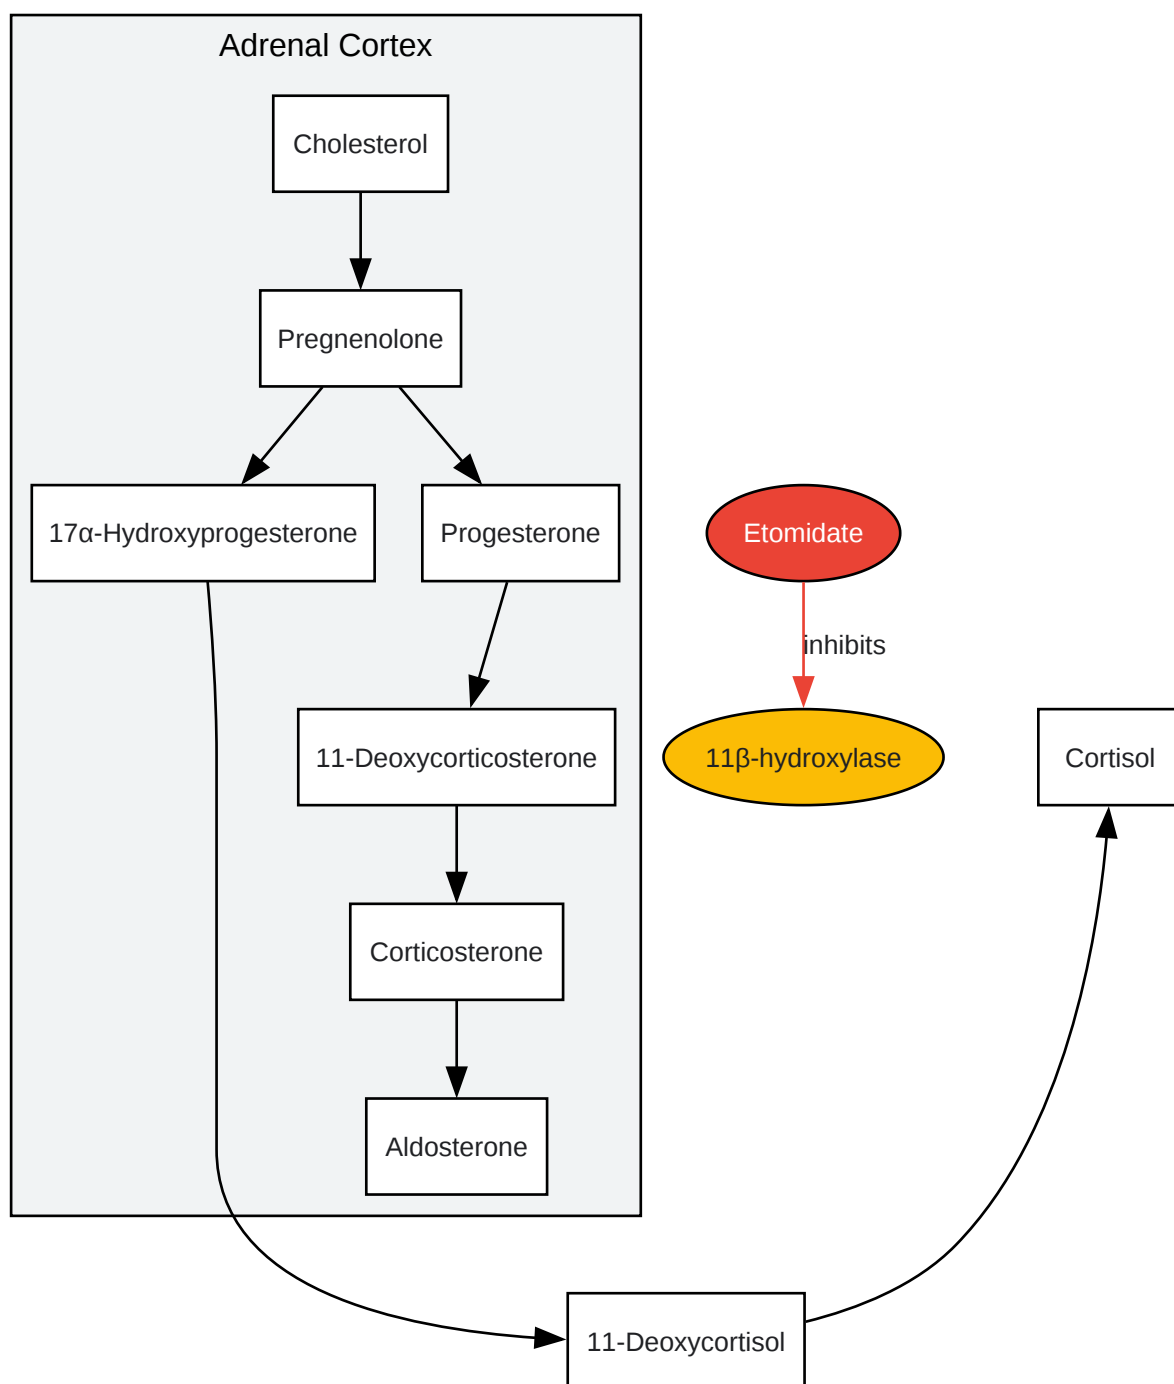 Adrenal Cortex
Cholesterol
Pregnenolone
17α-Hydroxyprogesterone
Progesterone
Etomidate
inhibits
11-Deoxycorticosterone
11β-hydroxylase
Cortisol
Corticosterone
Aldosterone
11-Deoxycortisol